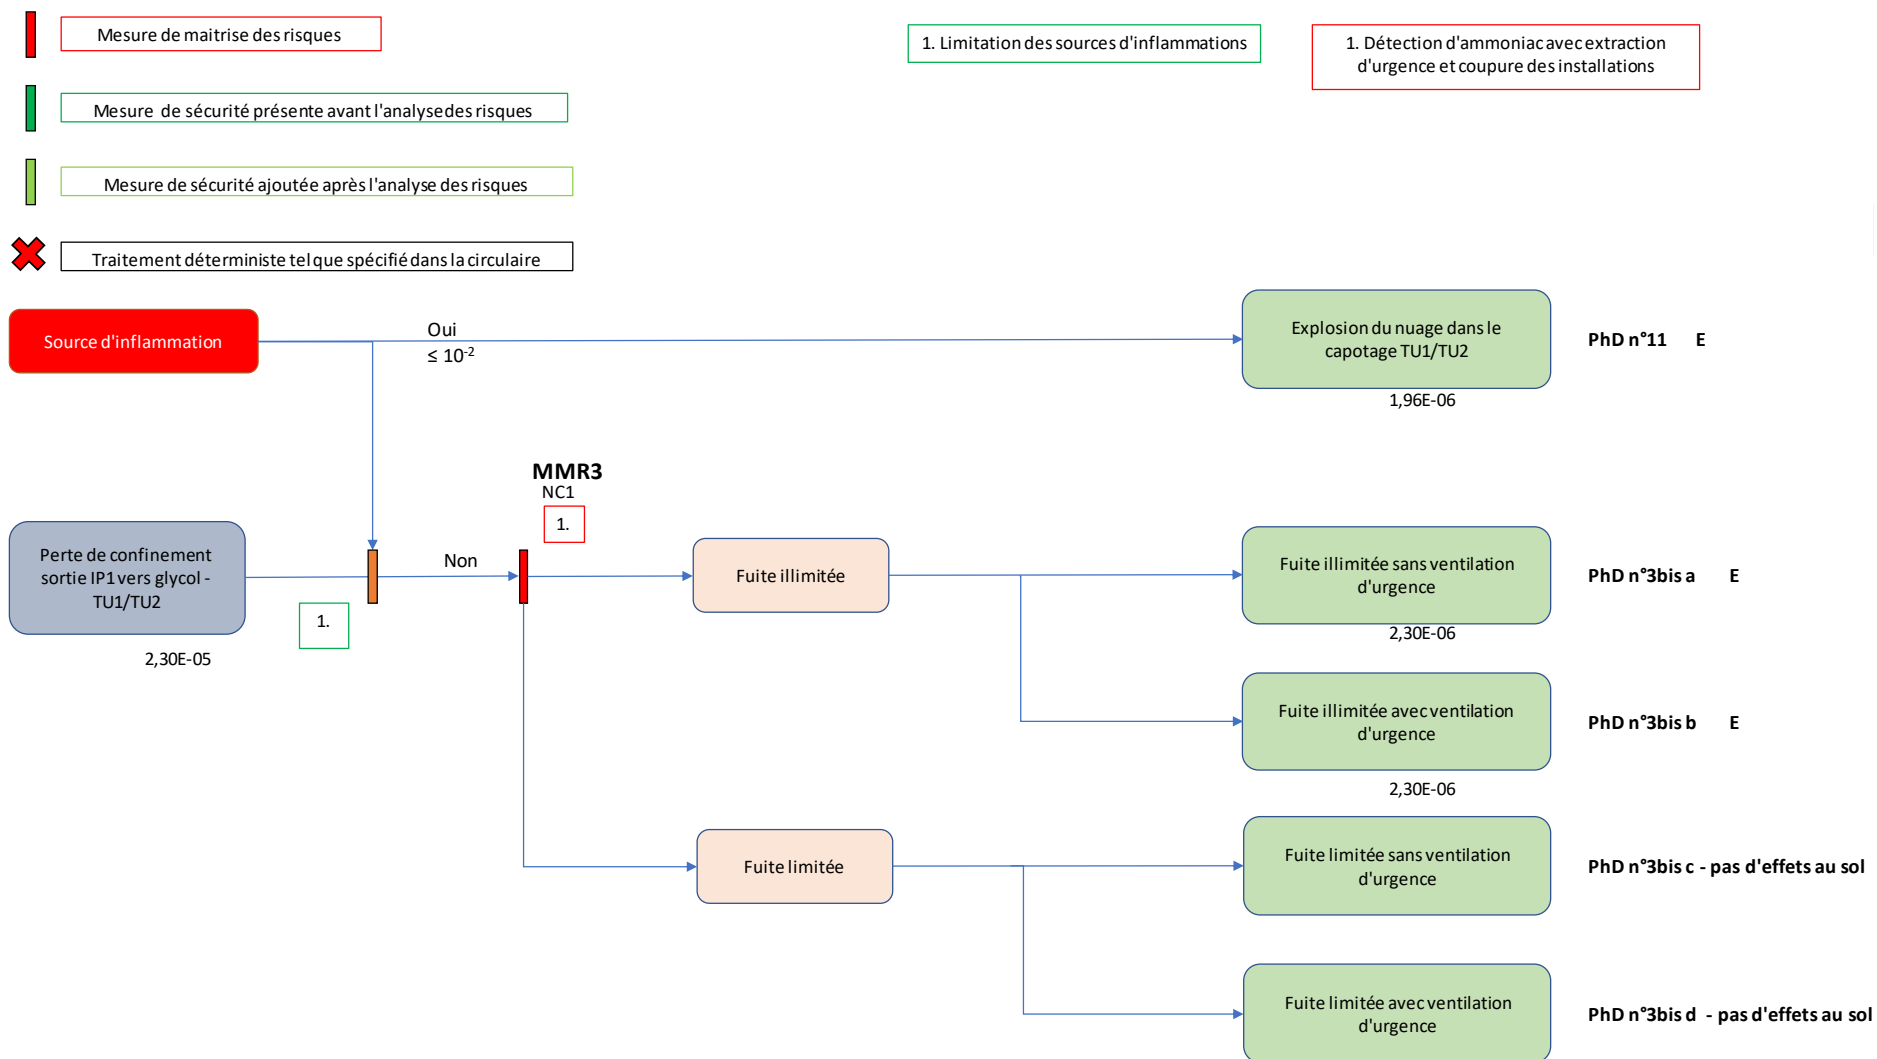 Mesure de maitrise des risques
1. Limitation des sources d'inflammations
1. Détection d'ammoniac avec extraction
d'urgence et coupure des installations
Mesure de sécurité présente avant l'analyse des risques
Mesure de sécurité ajoutée après l'analyse des risques
Traitement déterministe tel que spécifié dans la circulaire
Source d'inflammation
Oui
≤ 10⁻²
Explosion du nuage dans le
capotage TU1/TU2
PhD n°11 E
1,96E-06
MMR3
NC1
1.
Perte de confinement
sortie IP1 vers glycol -
TU1/TU2
2,30E-05
1.
Non
Fuite illimitée
Fuite illimitée sans ventilation
d'urgence
PhD n°3bis a E
2,30E-06
Fuite illimitée avec ventilation
d'urgence
PhD n°3bis b E
2,30E-06
Fuite limitée
Fuite limitée sans ventilation
d'urgence
PhD n°3bis c - pas d'effets au sol
Fuite limitée avec ventilation
d'urgence
PhD n°3bis d - pas d'effets au sol